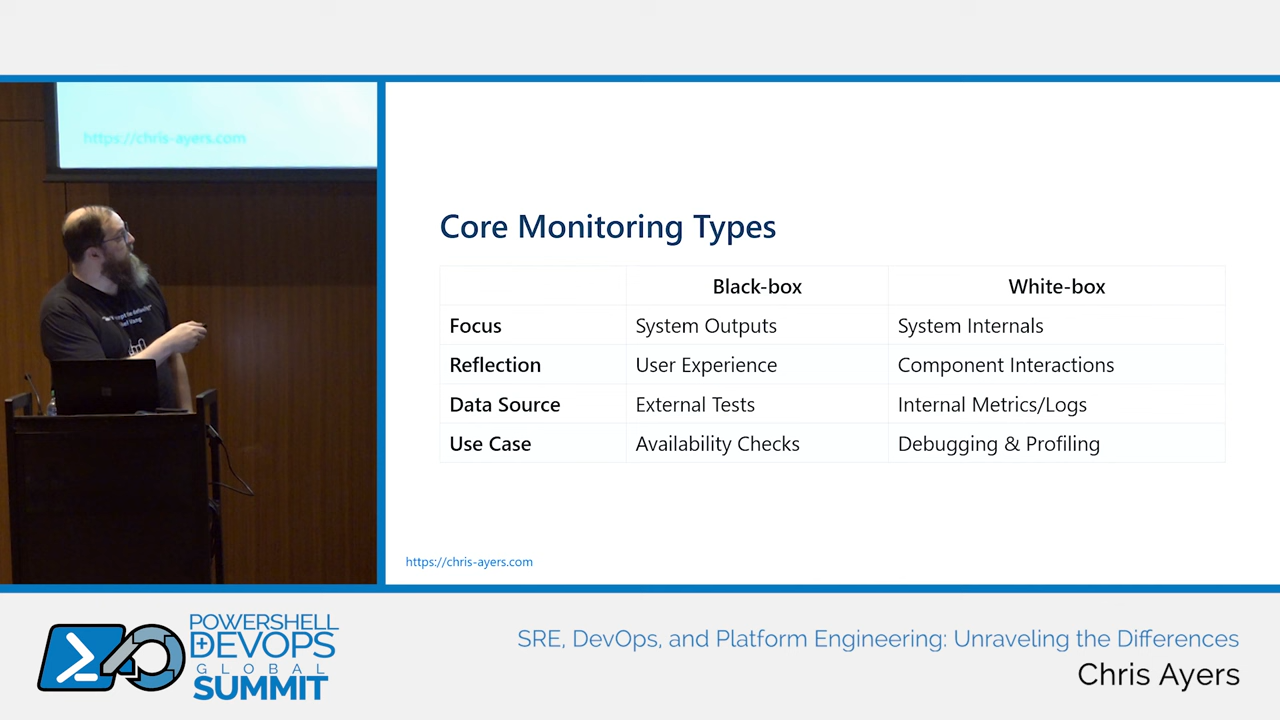 https://chris-ayers.com
Core Monitoring Types
Black-box White-box
Focus System Outputs System Internals
Reflection User Experience Component Interactions
Data Source External Tests Internal Metrics/Logs
Use Case Availability Checks Debugging & Profiling
https://chris-ayers.com
POWERSHELL
+DEVOPS
GLOBAL
SUMMIT
SRE, DevOps, and Platform Engineering: Unraveling the Differences
Chris Ayers